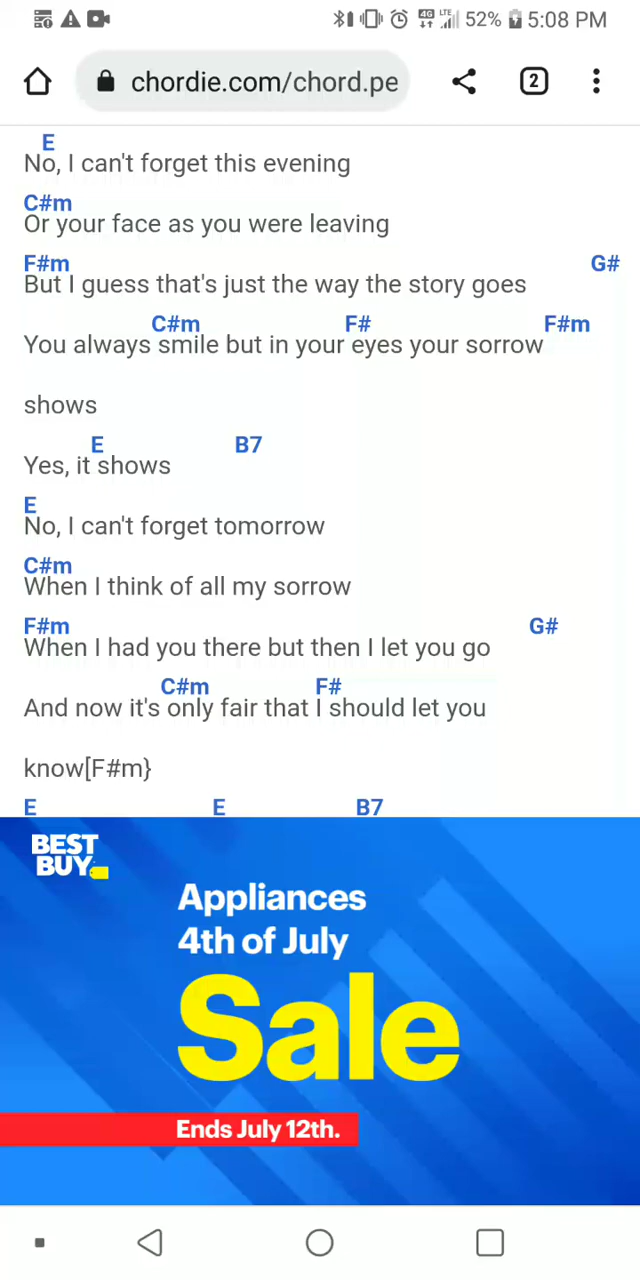 4G LTE 52% 5:08 PM
chordie.com/chord.pe 2
E
No, I can't forget this evening
C#m
Or your face as you were leaving
F#m G#
But I guess that's just the way the story goes
C#m F# F#m
You always smile but in your eyes your sorrow
shows
E B7
Yes, it shows
E
No, I can't forget tomorrow
C#m
When I think of all my sorrow
F#m G#
When I had you there but then I let you go
C#m F#
And now it's only fair that I should let you
know[F#m}
E E B7
BEST
BUY
Appliances
4th of July
Sale
Ends July 12th.